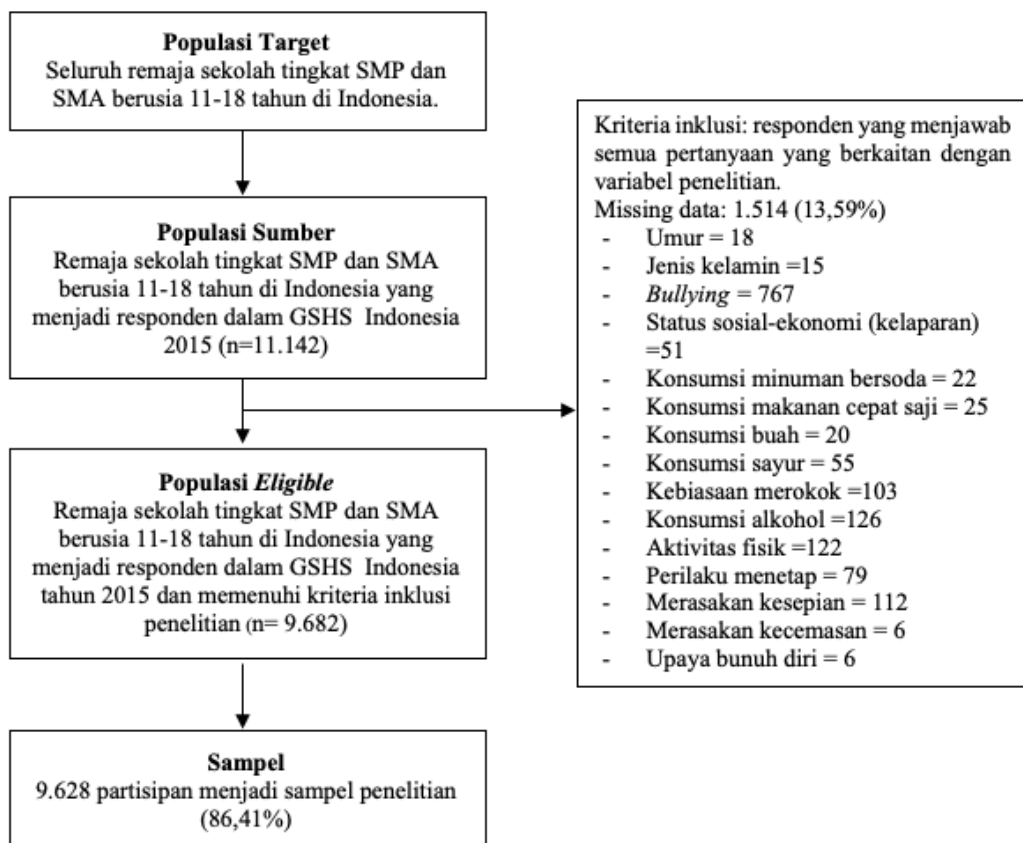 Populasi Target
Seluruh remaja sekolah tingkat SMP dan
SMA berusia 11-18 tahun di Indonesia.
Populasi Sumber
Remaja sekolah tingkat SMP dan SMA
berusia 11-18 tahun di Indonesia yang
menjadi responden dalam GSHS Indonesia
2015 (n=11.142)
Kriteria inklusi: responden yang menjawab
semua pertanyaan yang berkaitan dengan
variabel penelitian.
Missing data: 1.514 (13,59%)
- Umur = 18
- Jenis kelamin =15
- Bullying = 767
- Status sosial-ekonomi (kelaparan)
=51
- Konsumsi minuman bersoda = 22
- Konsumsi makanan cepat saji = 25
- Konsumsi buah = 20
- Konsumsi sayur = 55
- Kebiasaan merokok =103
- Konsumsi alkohol =126
- Aktivitas fisik =122
- Perilaku menetap = 79
- Merasakan kesepian = 112
- Merasakan kecemasan = 6
- Upaya bunuh diri = 6
Populasi Eligible
Remaja sekolah tingkat SMP dan SMA
berusia 11-18 tahun di Indonesia yang
menjadi responden dalam GSHS Indonesia
tahun 2015 dan memenuhi kriteria inklusi
penelitian (n= 9.682)
Sampel
9.628 partisipan menjadi sampel penelitian
(86,41%)